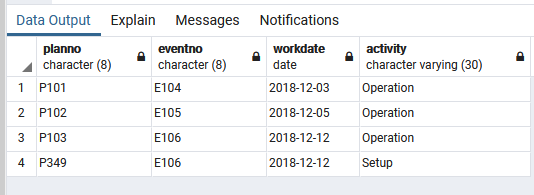 Data Output Explain Messages Notifications
planno eventno workdate activity
character (8) character (8) date character varying (30)
1 P101 E104 2018-12-03 Operation
2 P102 E105 2018-12-05 Operation
3 P103 E106 2018-12-12 Operation
4 P349 E106 2018-12-12 Setup